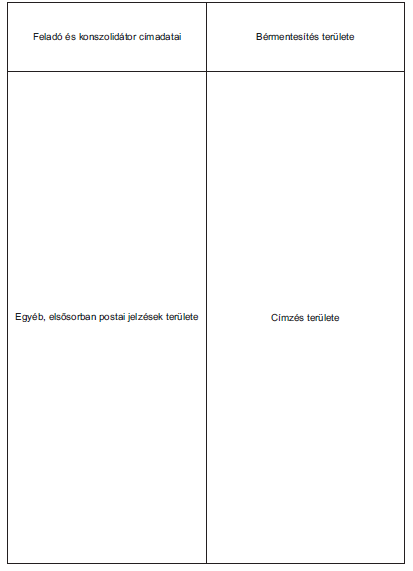 Feladó és konszolidátor címadatai
Bérmentesítés területe
Egyéb, elsősorban postai jelzések területe
Címzés területe